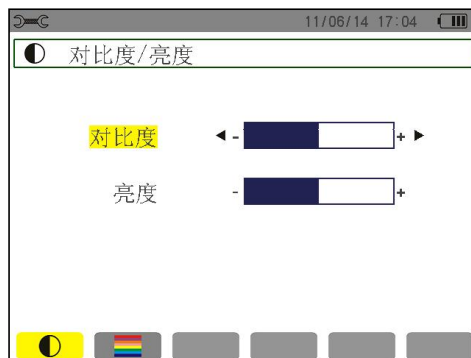 11/06/14 17:04
对比度/亮度
对比度 - +
亮度 - +